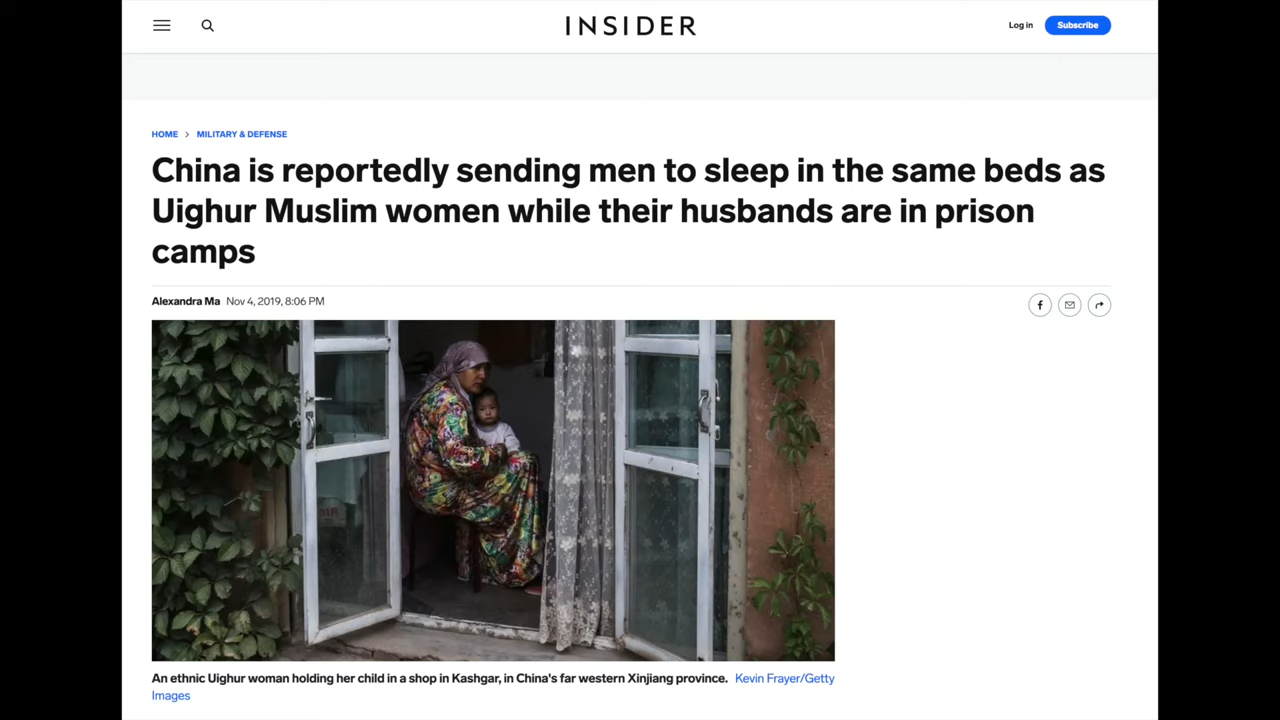 INSIDER
Log in
Subscribe
HOME > MILITARY & DEFENSE
China is reportedly sending men to sleep in the same beds as
Uighur Muslim women while their husbands are in prison
camps
Alexandra Ma Nov 4, 2019, 8:06 PM
An ethnic Uighur woman holding her child in a shop in Kashgar, in China's far western Xinjiang province. Kevin Frayer/Getty
Images